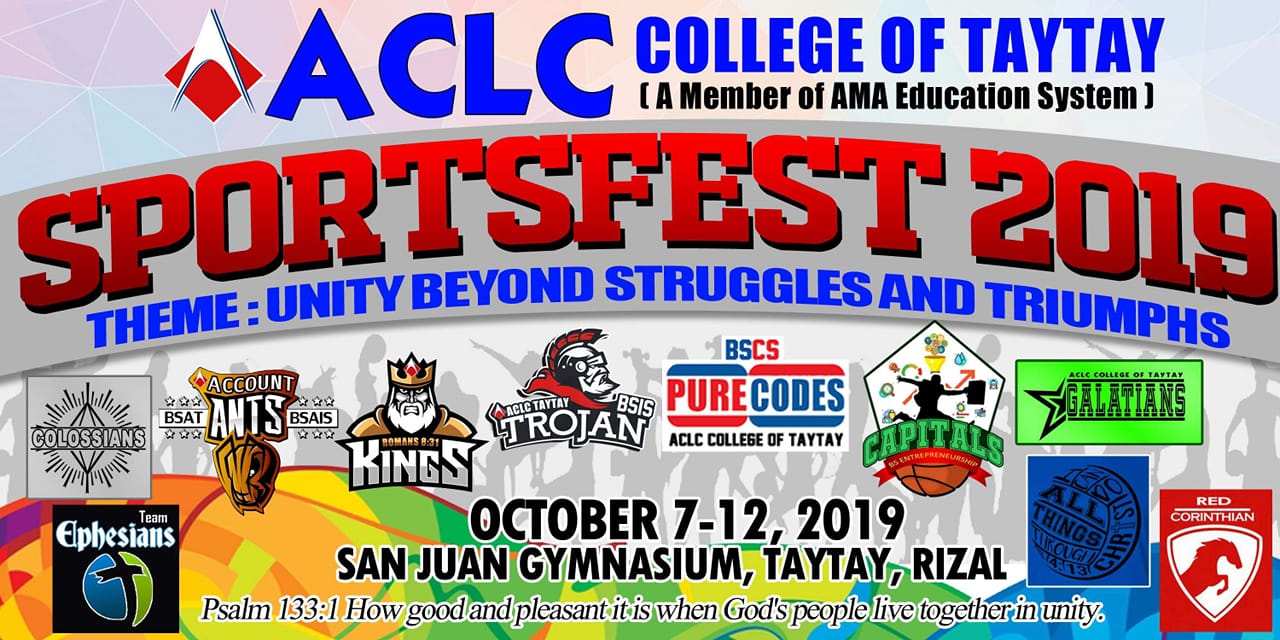 ACLC
COLLEGE OF TAYTAY
( A Member of AMA Education System )
SPORTSFEST 2019
THEME : UNITY BEYOND STRUGGLES AND TRIUMPHS
COLOSSIANS
ACCOUNT
BSAT ANTS BSAIS
ROMANS 8:31
KINGS
ACLC TAYTAY
TROJAN
BSIS
BSCS
PURE CODES
ACLC COLLEGE OF TAYTAY
CAPITALS
BS ENTREPRENEURSHIP
ACLC COLLEGE OF TAYTAY
GALATIANS
Team
Ephesians
OCTOBER 7-12, 2019
SAN JUAN GYMNASIUM, TAYTAY, RIZAL
ALL
THINGS
THROUGH
CHRIST
4:13
RED
CORINTHIAN
Psalm 133:1 How good and pleasant it is when God's people live together in unity.